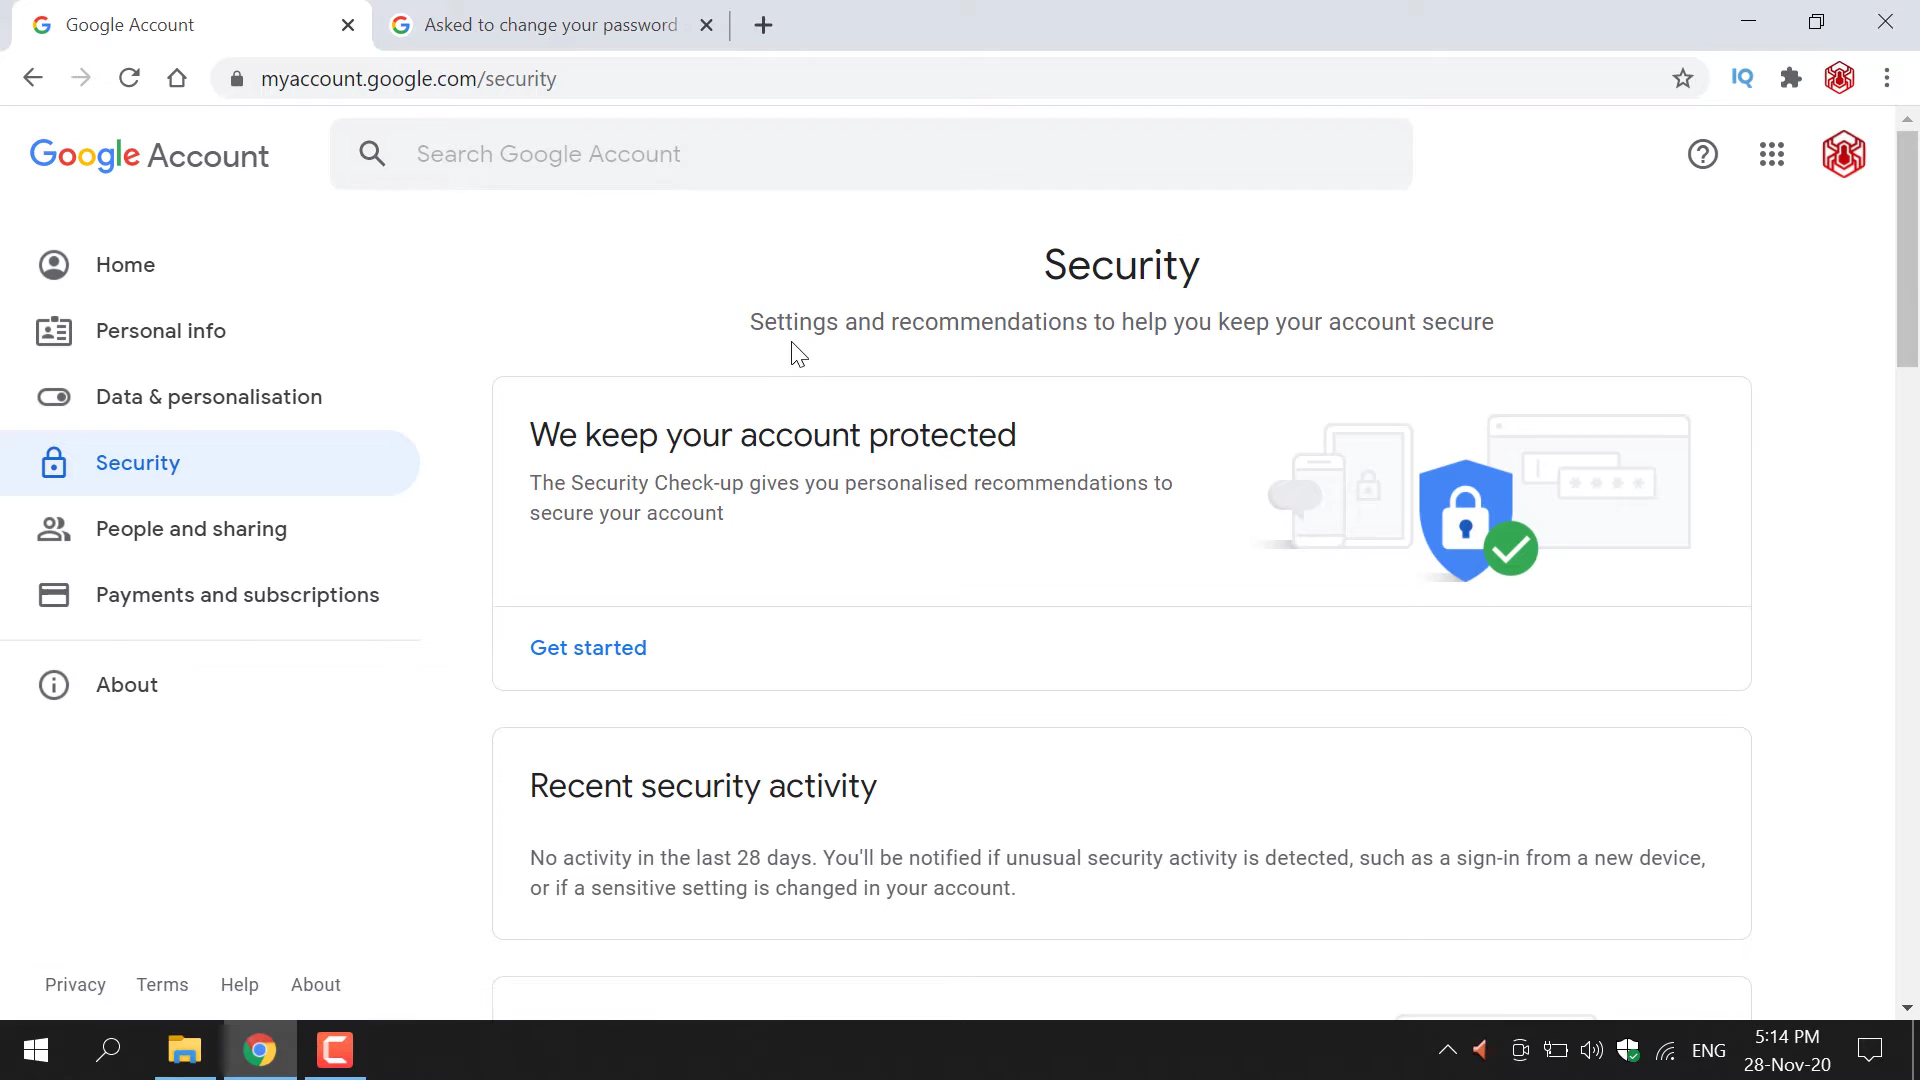 Google Account
Asked to change your password
myaccount.google.com/security
IQ
Google Account
Search Google Account
Home
Personal info
Data & personalisation
Security
People and sharing
Payments and subscriptions
About
Privacy Terms Help About
Security
Settings and recommendations to help you keep your account secure
We keep your account protected
The Security Check-up gives you personalised recommendations to
secure your account
* * * *
Get started
Recent security activity
No activity in the last 28 days. You'll be notified if unusual security activity is detected, such as a sign-in from a new device,
or if a sensitive setting is changed in your account.
ENG
5:14 PM
28-Nov-20